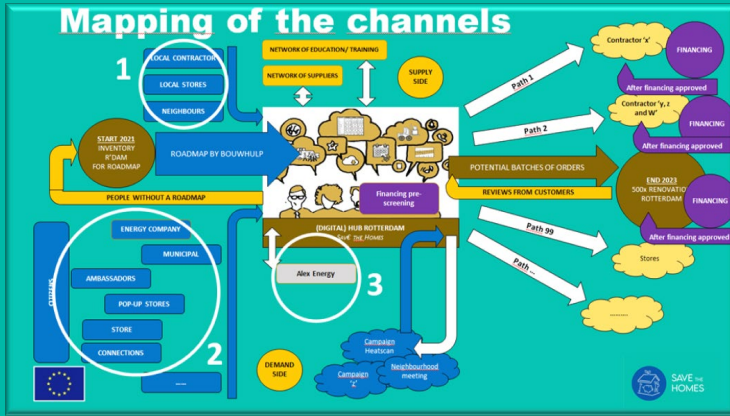 Mapping of the channels
1
LOCAL CONTRACTOR
LOCAL STORES
NEIGHBOURS
NETWORK OF EDUCATION/ TRAINING
NETWORK OF SUPPLIERS
SUPPLY
SIDE
Path 1
Path 2
Contractor 'x'
FINANCING
After financing approved
Contractor 'y, z
and W'
FINANCING
After financing approved
START 2021
INVENTORY
R'DAM
FOR ROADMAP
ROADMAP BY BOUWHULP
PEOPLE WITHOUT A ROADMAP
Financing pre-
screening
(DIGITAL) HUB ROTTERDAM
SAVE THE HOMES
POTENTIAL BATCHES OF ORDERS
REVIEWS FROM CUSTOMERS
END 2023
500x RENOVATIO
ROTTERDAM
FINANCING
After financing approved
Path 99
Path ...
Stores
..........
CITIZENS
ENERGY COMPANY
MUNICIPAL
AMBASSADORS
POP-UP STORES
STORE
CONNECTIONS
......
2
Alex Energy
3
DEMAND
SIDE
Campaign
Heatscan
Campaign
'Z'
Neighbourhood
meeting
SAVE THE
HOMES